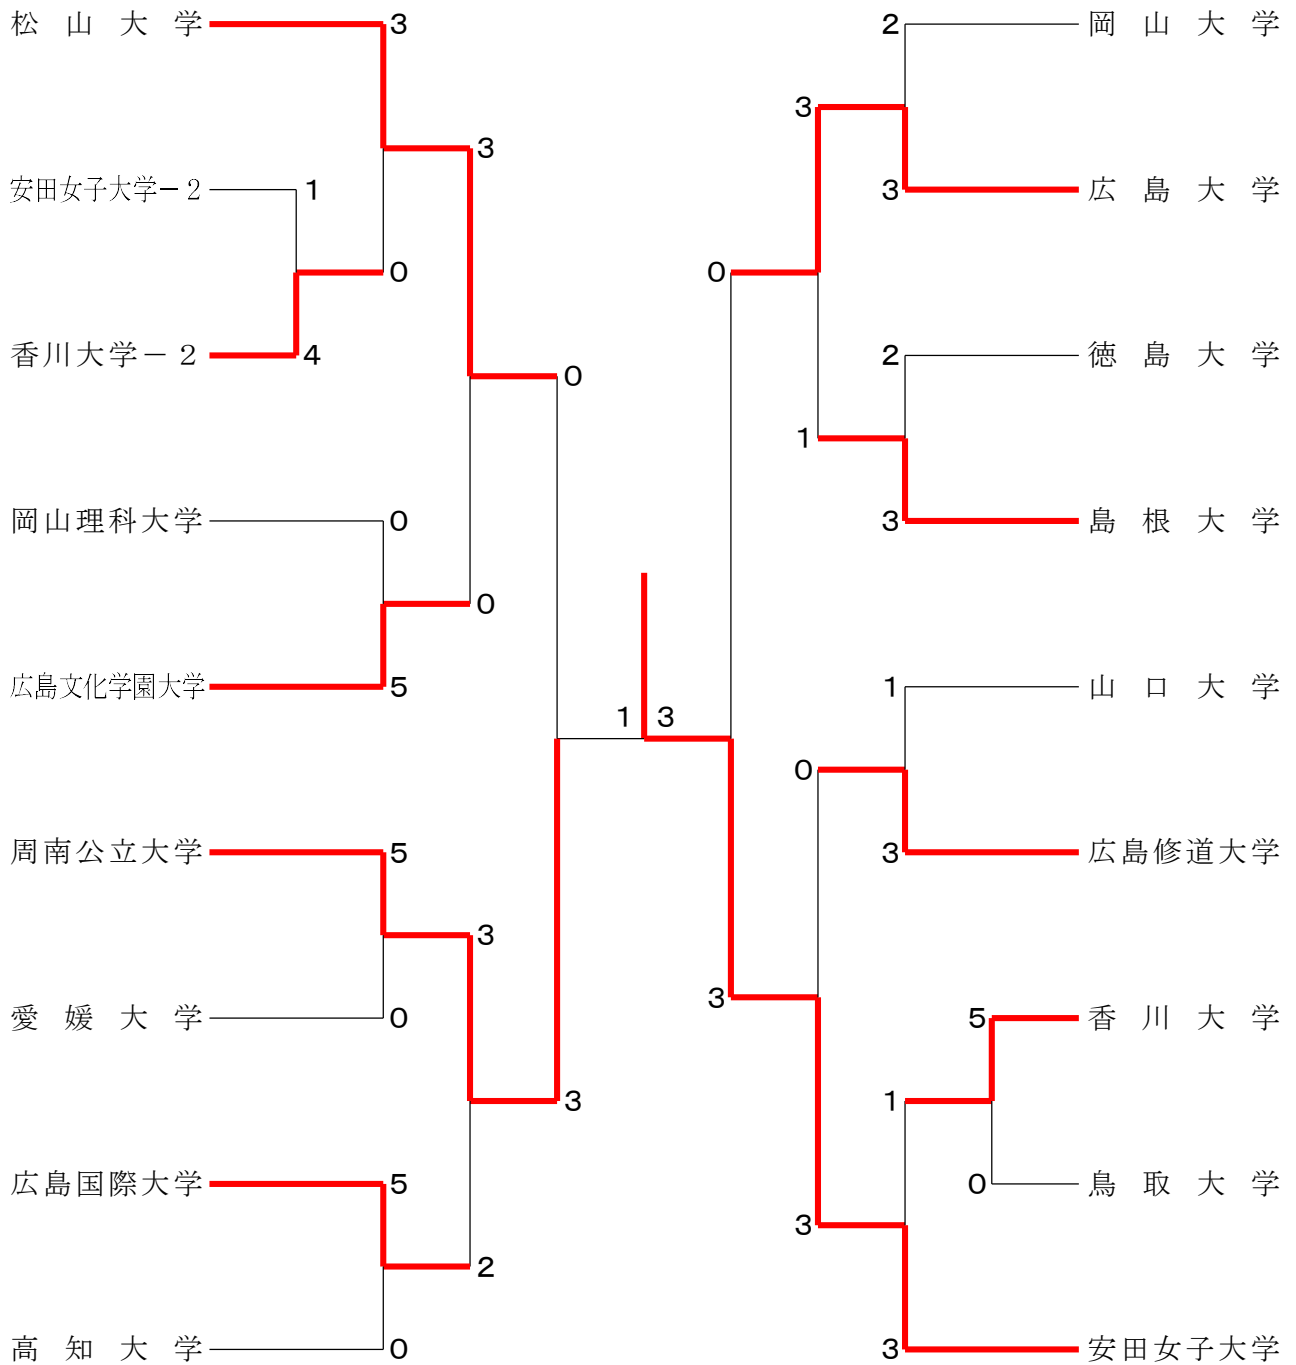 松山大学 3 2 岡山大学
3
3
安田女子大学－２ 1 3 広島大学
0 0
香川大学－２ 4 2 徳島大学
0
1
岡山理科大学 0 3 島根大学
0
広島文化学園大学 5 1 山口大学
1 3
0
周南公立大学 5 3 広島修道大学
3
3
愛媛大学 0 5 香川大学
3 1
広島国際大学 5 0 鳥取大学
3
2
高知大学 0 3 安田女子大学